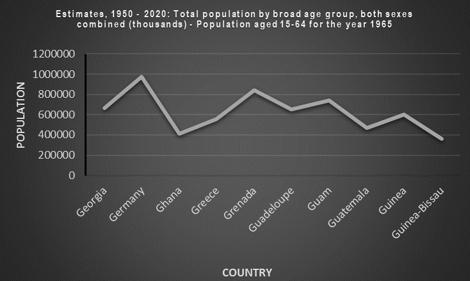 Estimates, 1950 - 2020: Total population by broad age group, both sexes
combined (thousands) - Population aged 15-64 for the year 1965
POPULATION
1200000
1000000
800000
600000
400000
200000
0
Georgia
Germany
Ghana
Greece
Grenada
Guadeloupe
Guam
Guatemala
Guinea
Guinea-Bissau
COUNTRY